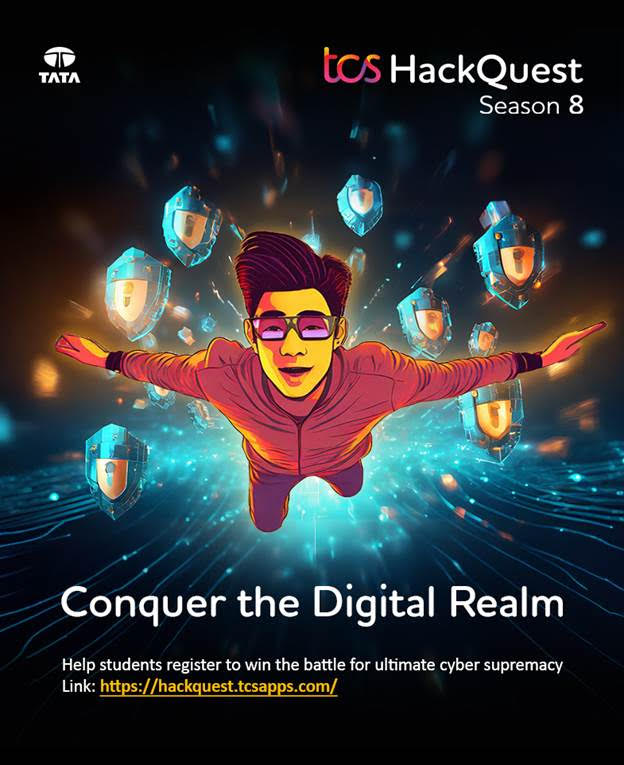 TATA
tcs HackQuest
Season 8
Conquer the Digital Realm
Help students register to win the battle for ultimate cyber supremacy
Link: https://hackquest.tcsapps.com/